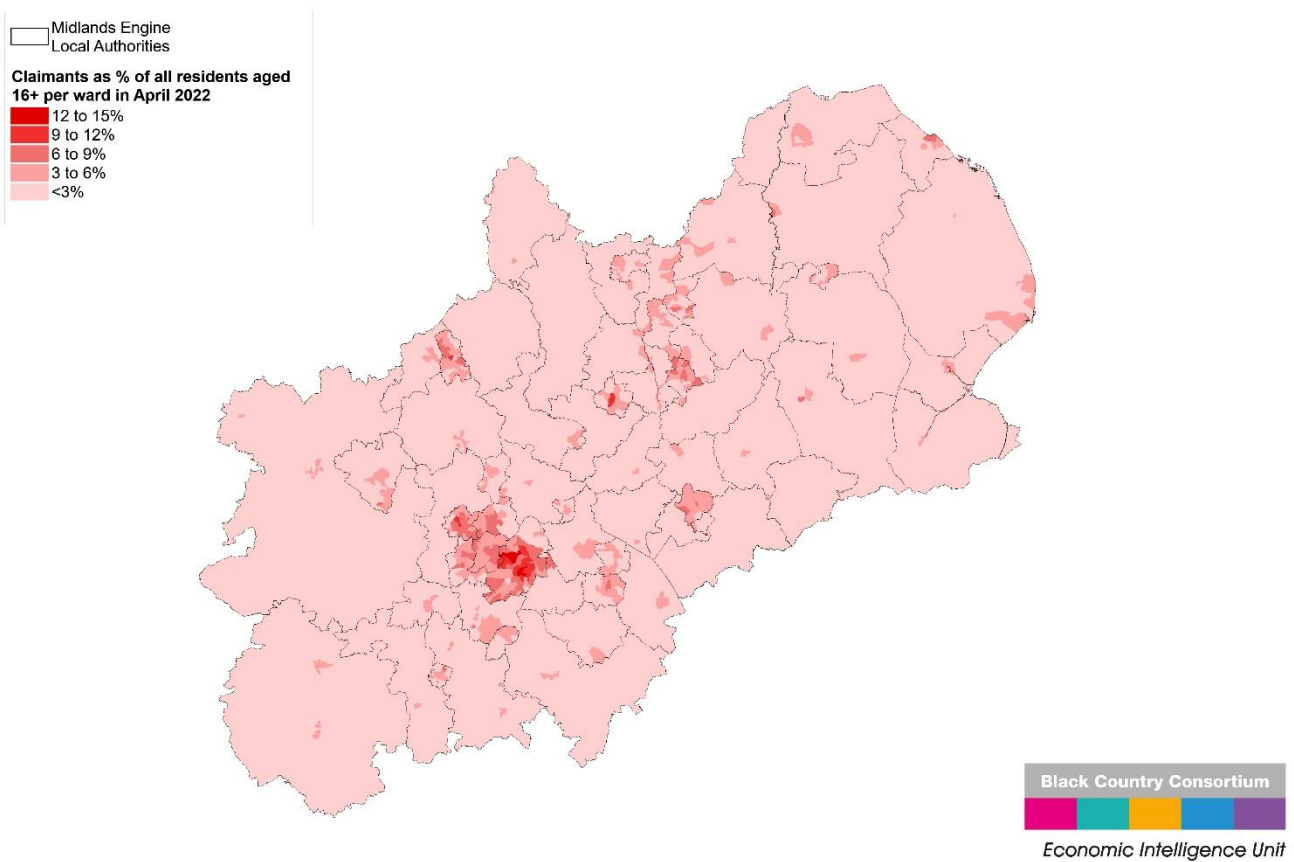 Midlands Engine
Local Authorities
Claimants as % of all residents aged
16+ per ward in April 2022
12 to 15%
9 to 12%
6 to 9%
3 to 6%
<3%
Black Country Consortium
Economic Intelligence Unit